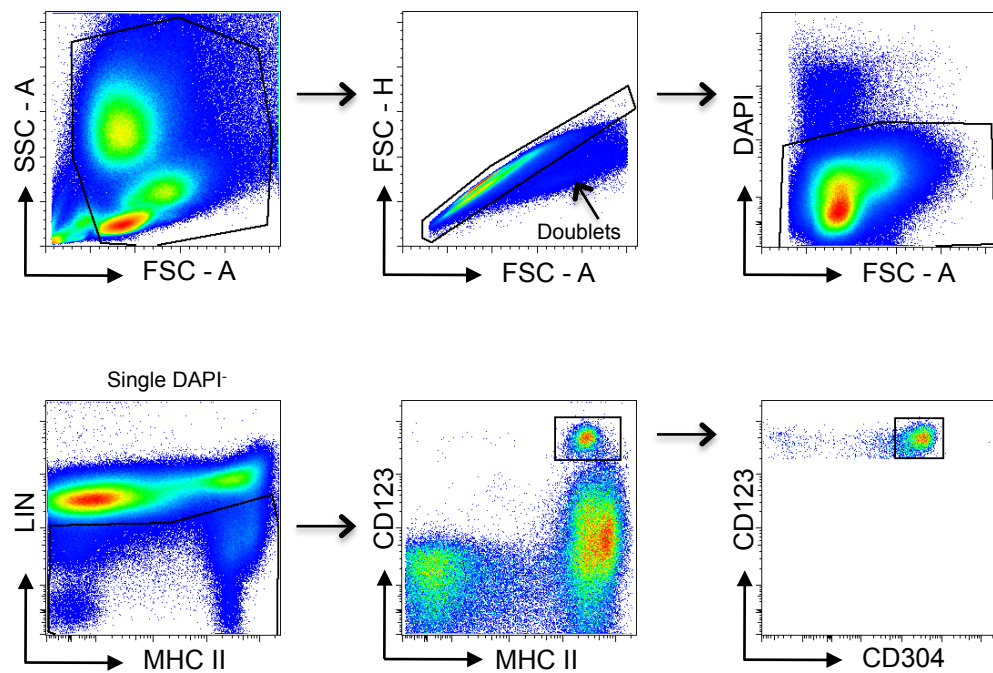 SSC - A
FSC - A
FSC - H
Doublets
FSC - A
DAPI
FSC - A
Single DAPI-
LIN
MHC II
CD123
MHC II
CD123
CD304